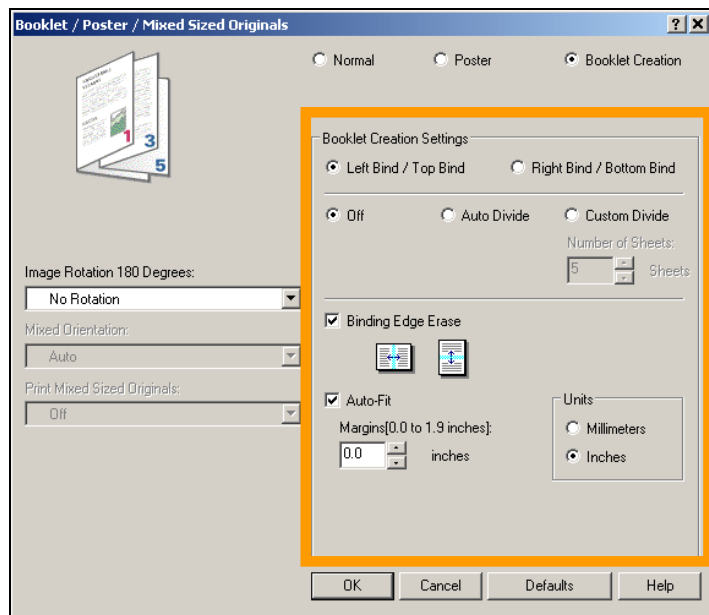 Booklet / Poster / Mixed Sized Originals
Normal Poster Booklet Creation
1 3 5
Booklet Creation Settings
Left Bind / Top Bind Right Bind / Bottom Bind
Off Auto Divide Custom Divide
Number of Sheets:
5 Sheets
Image Rotation 180 Degrees:
No Rotation
Mixed Orientation:
Auto
Print Mixed Sized Originals:
Off
Binding Edge Erase
Auto-Fit
Margins[0.0 to 1.9 inches]:
0.0 inches
Units
Millimeters
Inches
OK Cancel Defaults Help